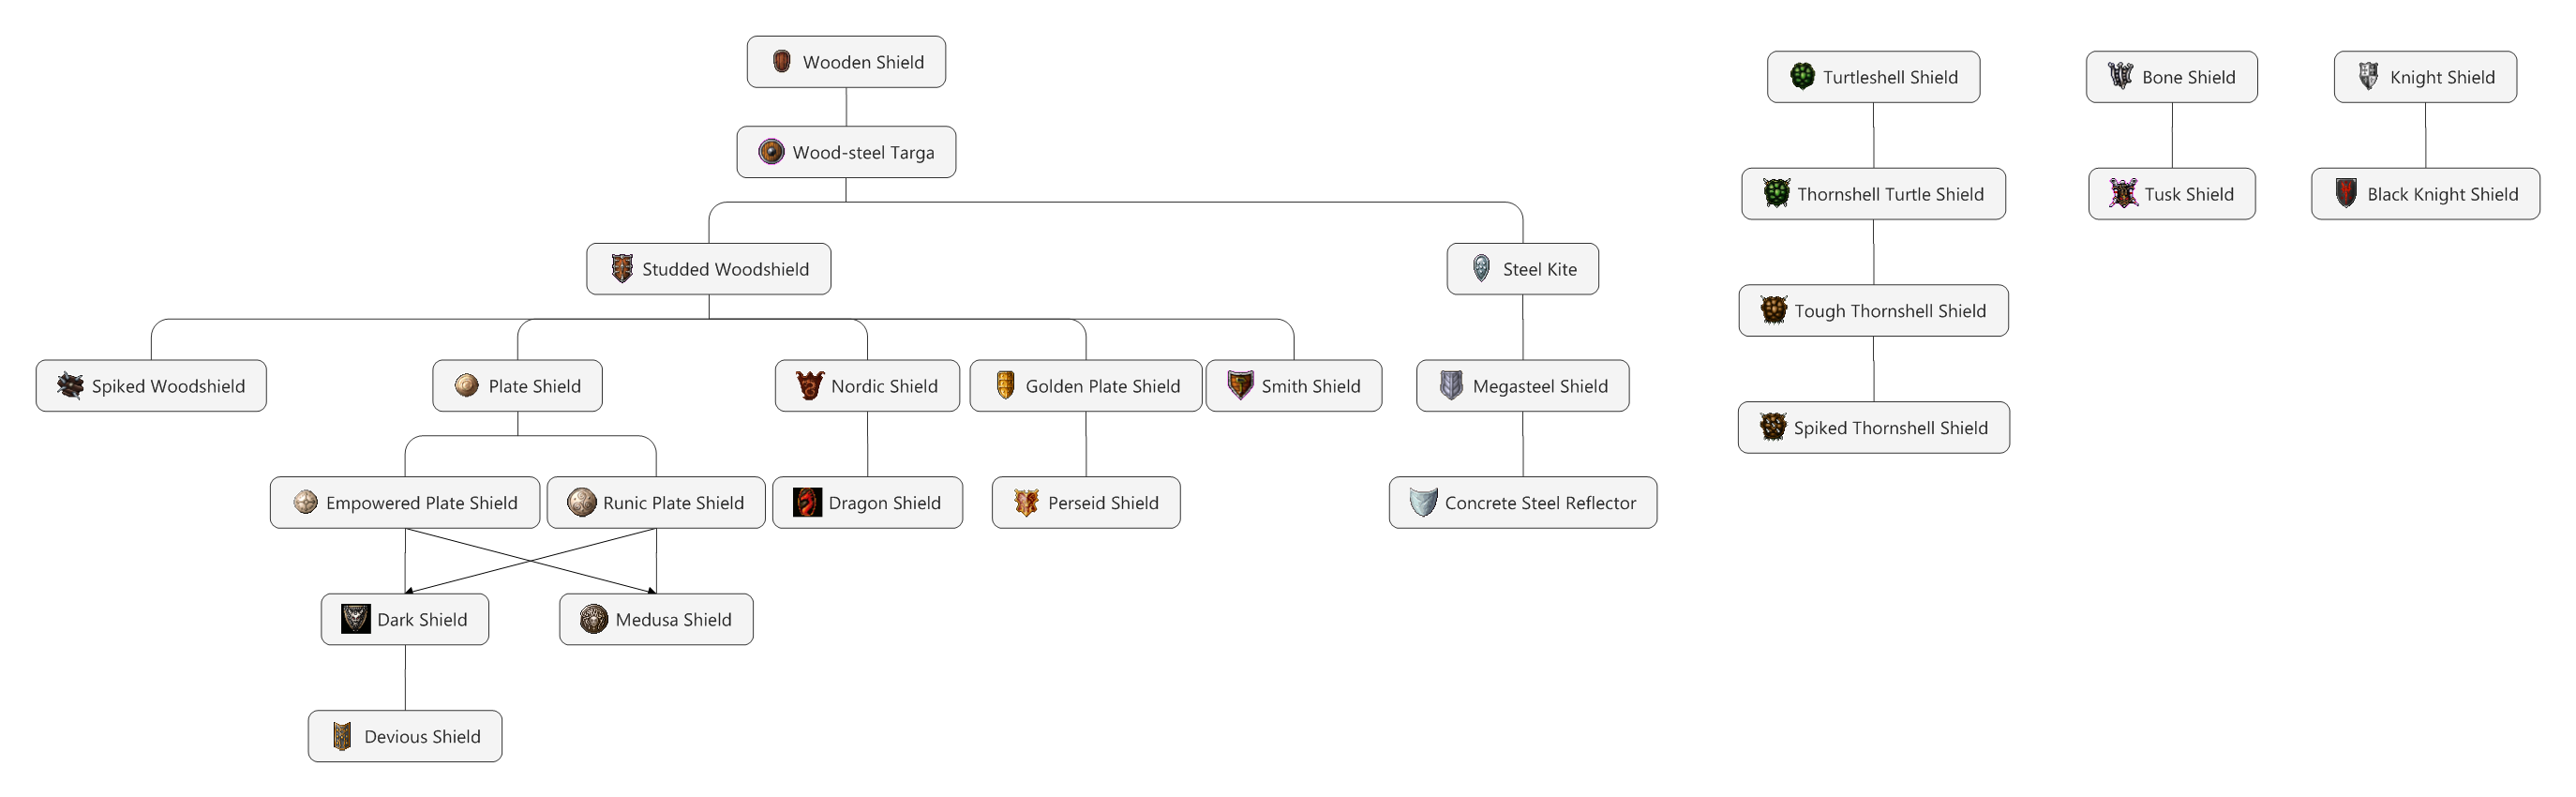 Wooden Shield
Turtleshell Shield
Bone Shield
Knight Shield
Wood-steel Targa
Thornshell Turtle Shield
Tusk Shield
Black Knight Shield
Studded Woodshield
Steel Kite
Tough Thornshell Shield
Spiked Woodshield
Plate Shield
Nordic Shield
Golden Plate Shield
Smith Shield
Megasteel Shield
Spiked Thornshell Shield
Empowered Plate Shield
Runic Plate Shield
Dragon Shield
Perseid Shield
Concrete Steel Reflector
Dark Shield
Medusa Shield
Devious Shield